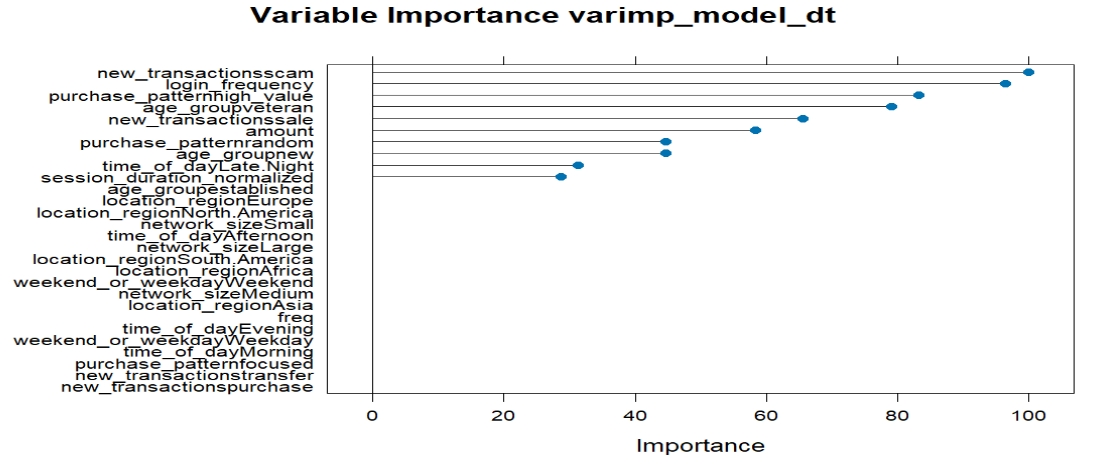 Variable Importance varimp_model_dt
new_transactionsscam
login_frequency
purchase_patternhigh_value
age_groupveteran
new_transactionssale
amount
purchase_patternrandom
age_groupnew
time_of_dayLate.Night
session_duration_normalized
age_groupestablished
location_regionEurope
location_regionNorth.America
network_sizeSmall
time_of_dayAfternoon
network_sizeLarge
location_regionSouth.America
location_regionAfrica
weekend_or_weekdayWeekend
network_sizeMedium
location_regionAsia
freq
time_of_dayEvening
weekend_or_weekdayWeekday
time_of_dayMorning
purchase_patternfocused
new_transactionstransfer
new_transactionspurchase
0 20 40 60 80 100
Importance